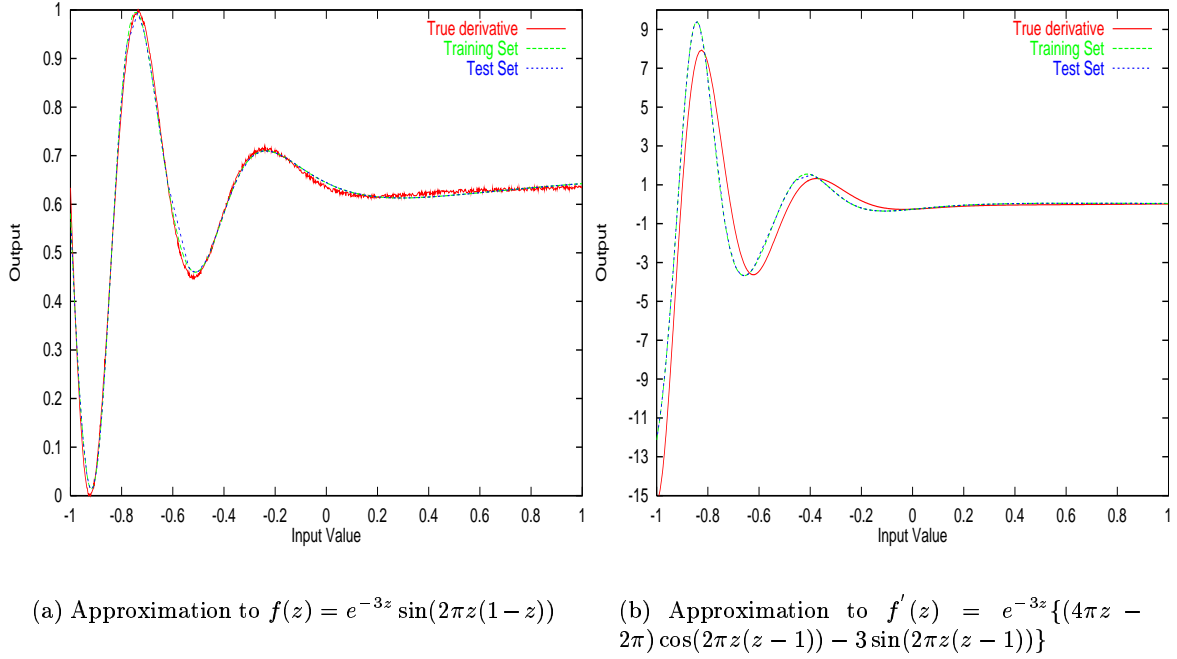 1
0.9
0.8
0.7
0.6
0.5
0.4
0.3
0.2
0.1
0
-1 -0.8 -0.6 -0.4 -0.2 0 0.2 0.4 0.6 0.8 1
Output
Input Value
True derivative
Training Set
Test Set
9
7
5
3
1
-1
-3
-5
-7
-9
-11
-13
-15
-1 -0.8 -0.6 -0.4 -0.2 0 0.2 0.4 0.6 0.8 1
Output
Input Value
True derivative
Training Set
Test Set
(a) Approximation to f(z) = e^{-3z} sin(2πz(1−z))
(b) Approximation to f'(z) = e^{-3z}{(4πz −
2π) cos(2πz(z − 1)) − 3 sin(2πz(z − 1))}